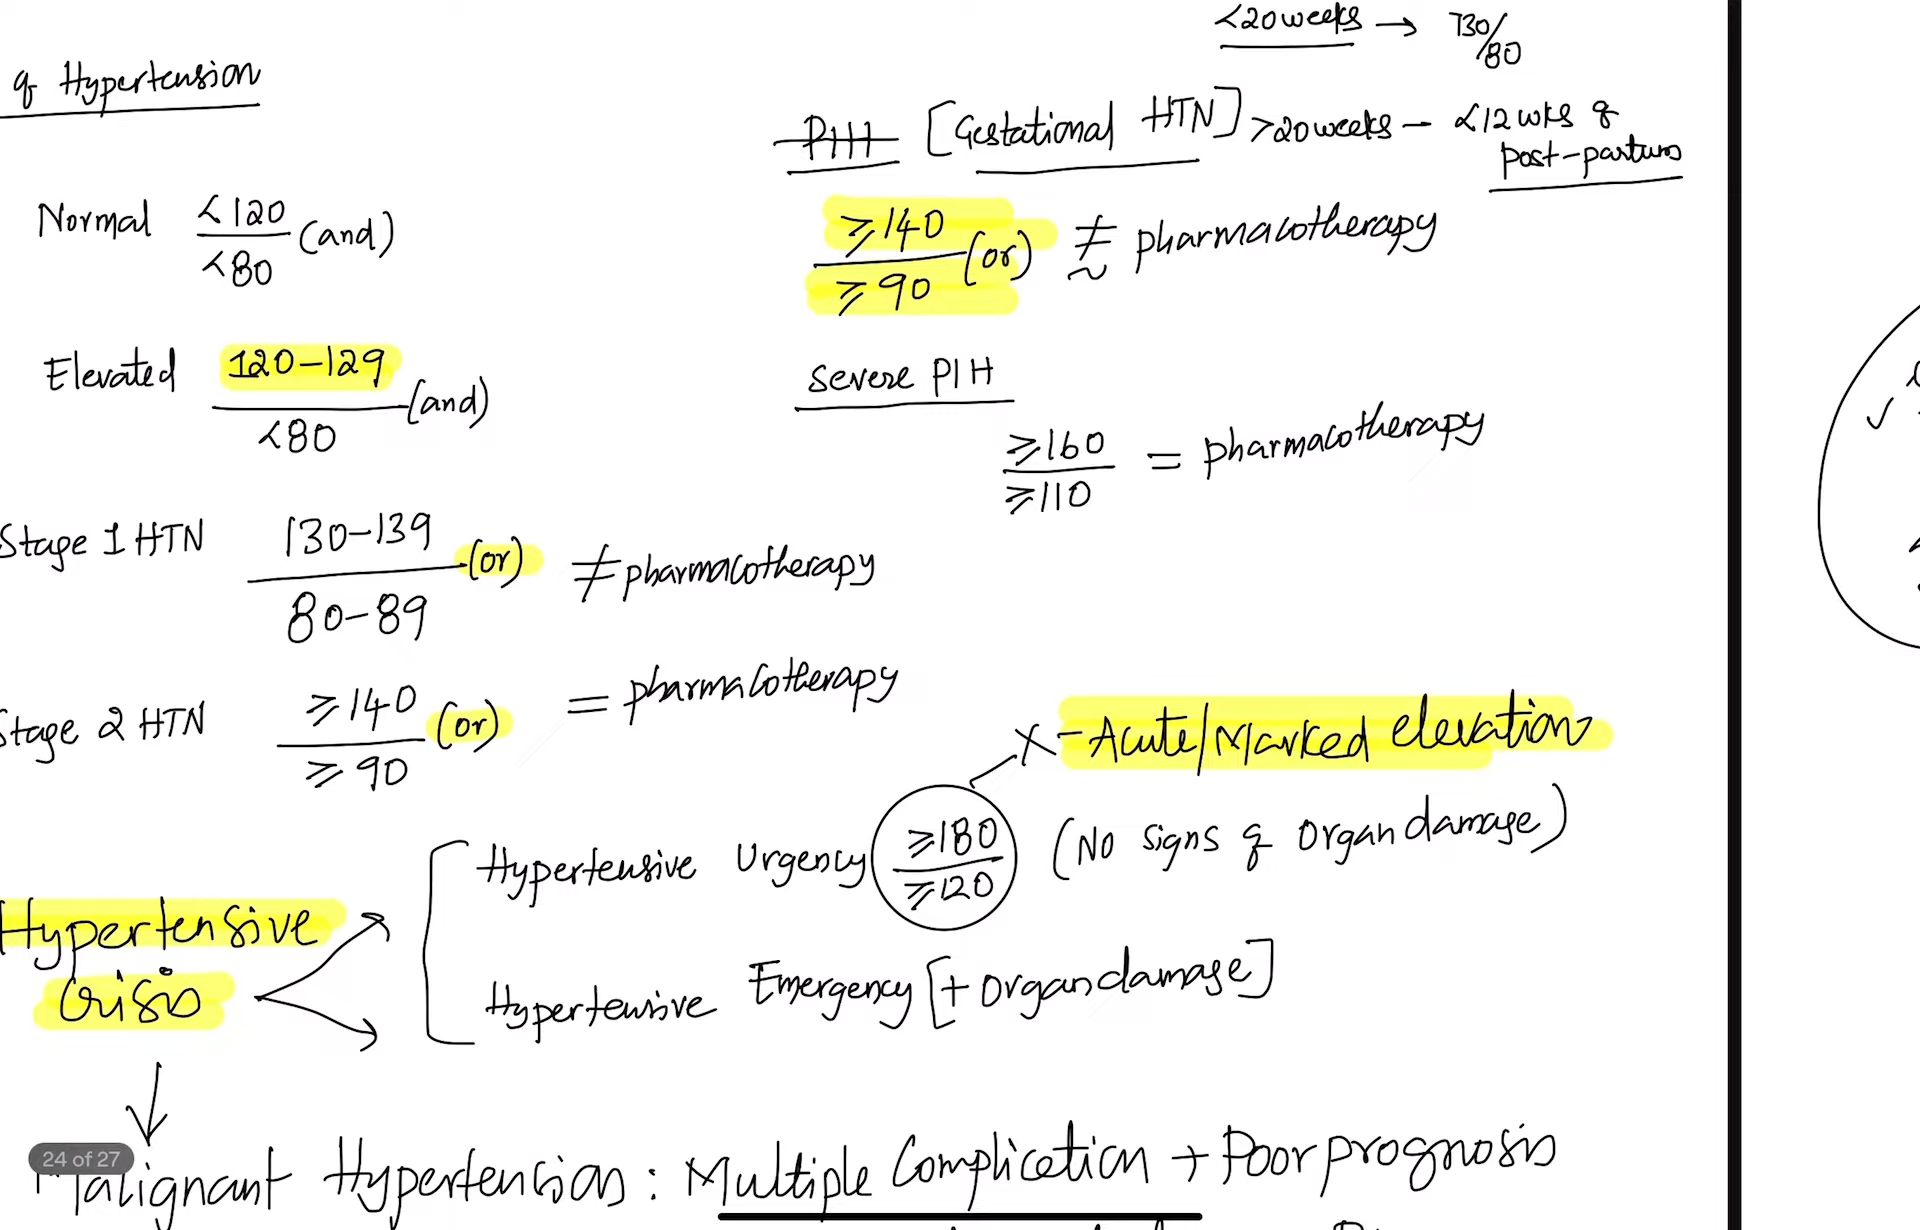 of Hypertension
Normal <120 (and)
<80
Elevated 120-129 (and)
<80
Stage 1 HTN 130-139 (or) ≠ pharmacotherapy
80-89
Stage 2 HTN ≥140 (or) = pharmacotherapy
≥90
<20 weeks → 130/80
PIH [Gestational HTN] >20 weeks - <12 wks of
post-partum
≥140 (or) ≠ pharmacotherapy
≥90
severe PIH
≥160 = pharmacotherapy
≥110
x - Acute/Marked elevation
Hypertensive Urgency ≥180 (No signs of organ damage)
≥120
Hypertensive
Crisis
Hypertensive Emergency [+ organ damage]
↓
24 of 27
Malignant Hypertension: Multiple Complication + Poor prognosis